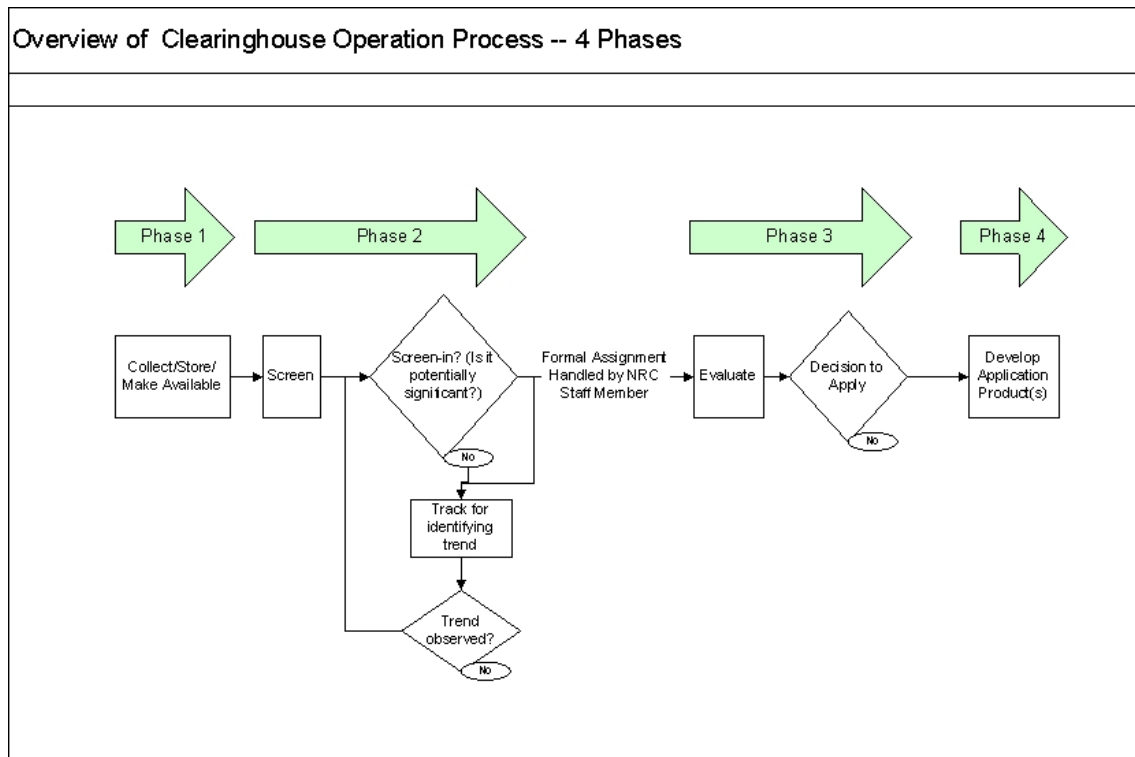 Overview of Clearinghouse Operation Process -- 4 Phases
Phase 1
Phase 2
Phase 3
Phase 4
Collect/Store/
Make Available
Screen
Screen-in? (Is it
potentially
significant?)
No
Formal Assignment
Handled by NRC
Staff Member
Evaluate
Decision to
Apply
No
Develop
Application
Product(s)
Track for
identifying
trend
Trend
observed?
No